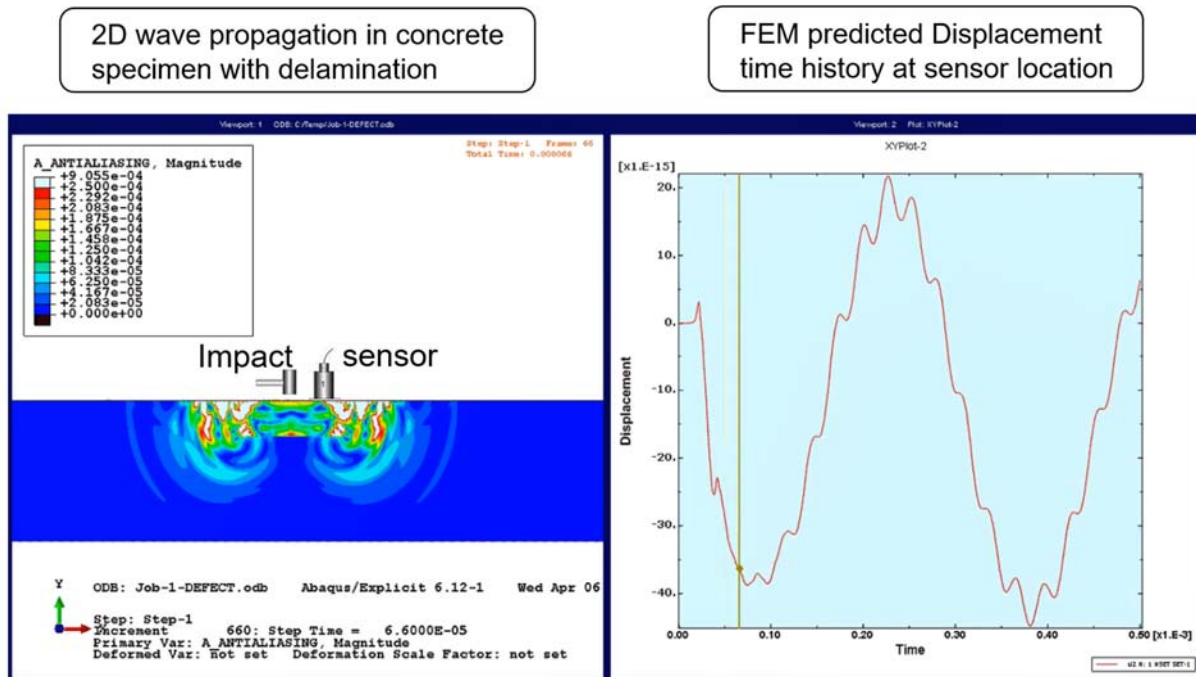 2D wave propagation in concrete
specimen with delamination
FEM predicted Displacement
time history at sensor location
Viewport: 1 ODB: C:/Temp/Job-1-DEFECT.odb
Step: Step-1 Frame: 66
Total Time: 0.000066
A_ANTIALIASING, Magnitude
+9.055e-04
+2.500e-04
+2.292e-04
+2.083e-04
+1.875e-04
+1.667e-04
+1.458e-04
+1.250e-04
+1.042e-04
+8.333e-05
+6.250e-05
+4.167e-05
+2.083e-05
+0.000e+00
Impact
sensor
Y
ODB: Job-1-DEFECT.odb Abaqus/Explicit 6.12-1 Wed Apr 06
Step: Step-1
Increment 660: Step Time = 6.6000E-05
Primary Var: A_ANTIALIASING, Magnitude
Deformed Var: not set Deformation Scale Factor: not set
Viewport: 2 Plot: XYPlot-2
XYPlot-2
[x1.E-15]
20.
10.
0.
-10.
-20.
-30.
-40.
Displacement
0.00
0.10
0.20
0.30
0.40
0.50
[x1.E-3]
Time